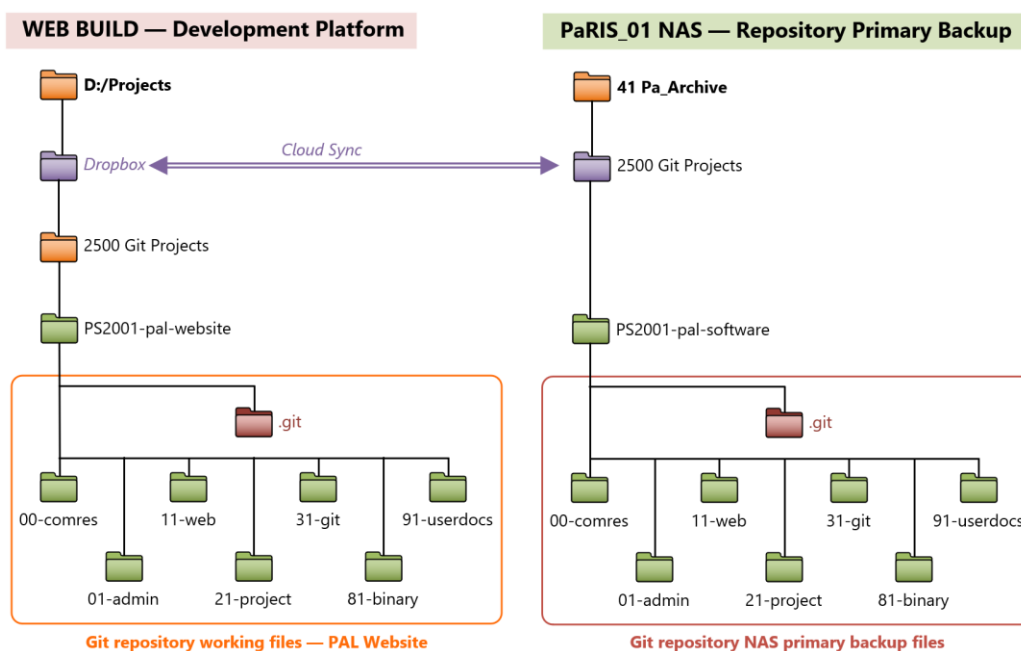 WEB BUILD — Development Platform
PaRIS_01 NAS — Repository Primary Backup
D:/Projects
41 Pa_Archive
Dropbox
Cloud Sync
2500 Git Projects
2500 Git Projects
PS2001-pal-website
PS2001-pal-software
.git
.git
00-comres
11-web
31-git
91-userdocs
00-comres
11-web
31-git
91-userdocs
01-admin
21-project
81-binary
01-admin
21-project
81-binary
Git repository working files — PAL Website
Git repository NAS primary backup files